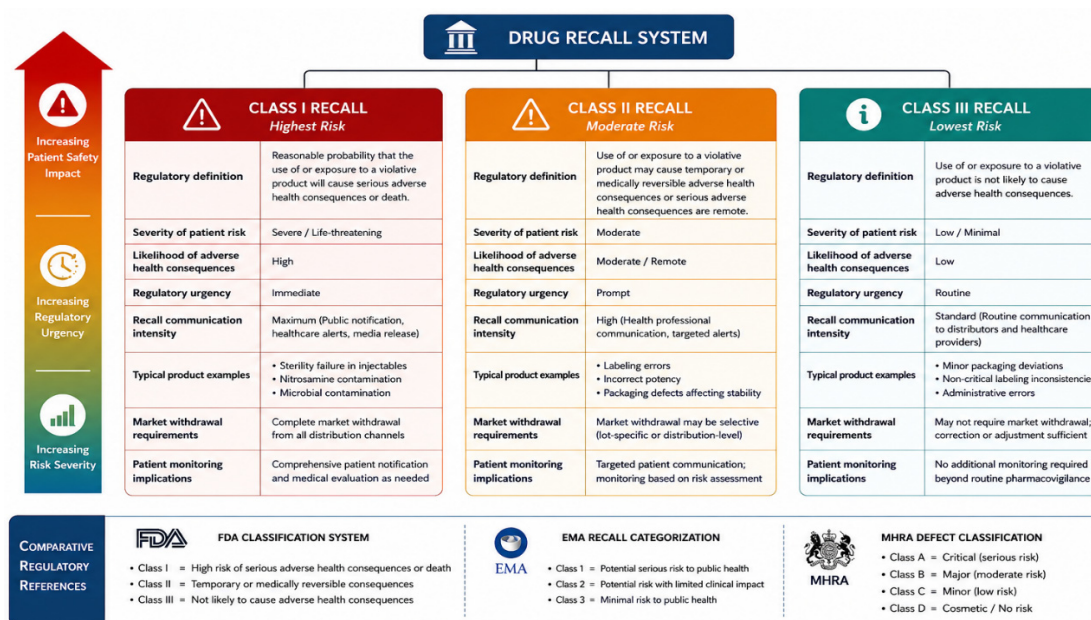 DRUG RECALL SYSTEM
Increasing
Patient Safety
Impact
Increasing
Regulatory
Urgency
Increasing
Risk Severity
CLASS I RECALL
Highest Risk
Regulatory definition
Reasonable probability that the
use of or exposure to a violative
product will cause serious adverse
health consequences or death.
Severity of patient risk
Severe / Life-threatening
Likelihood of adverse
health consequences
High
Regulatory urgency
Immediate
Recall communication
intensity
Maximum (Public notification,
healthcare alerts, media release)
Typical product examples
• Sterility failure in injectables
• Nitrosamine contamination
• Microbial contamination
Market withdrawal
requirements
Complete market withdrawal
from all distribution channels
Patient monitoring
implications
Comprehensive patient notification
and medical evaluation as needed
CLASS II RECALL
Moderate Risk
Regulatory definition
Use of or exposure to a violative
product may cause temporary or
medically reversible adverse health
consequences or serious adverse
health consequences are remote.
Severity of patient risk
Moderate
Likelihood of adverse
health consequences
Moderate / Remote
Regulatory urgency
Prompt
Recall communication
intensity
High (Health professional
communication, targeted alerts)
Typical product examples
• Labeling errors
• Incorrect potency
• Packaging defects affecting stability
Market withdrawal
requirements
Market withdrawal may be selective
(lot-specific or distribution-level)
Patient monitoring
implications
Targeted patient communication;
monitoring based on risk assessment
CLASS III RECALL
Lowest Risk
Regulatory definition
Use of or exposure to a violative
product is not likely to cause
adverse health consequences.
Severity of patient risk
Low / Minimal
Likelihood of adverse
health consequences
Low
Regulatory urgency
Routine
Recall communication
intensity
Standard (Routine communication
to distributors and healthcare
providers)
Typical product examples
• Minor packaging deviations
• Non-critical labeling inconsistencie
• Administrative errors
Market withdrawal
requirements
May not require market withdrawal;
correction or adjustment sufficient
Patient monitoring
implications
No additional monitoring required
beyond routine pharmacovigilance
COMPARATIVE
REGULATORY
REFERENCES
FDA
FDA CLASSIFICATION SYSTEM
• Class I = High risk of serious adverse health consequences or death
• Class II = Temporary or medically reversible consequences
• Class III = Not likely to cause adverse health consequences
EMA
EMA RECALL CATEGORIZATION
• Class 1 = Potential serious risk to public health
• Class 2 = Potential risk with limited clinical impact
• Class 3 = Minimal risk to public health
MHRA
MHRA DEFECT CLASSIFICATION
• Class A = Critical (serious risk)
• Class B = Major (moderate risk)
• Class C = Minor (low risk)
• Class D = Cosmetic / No risk